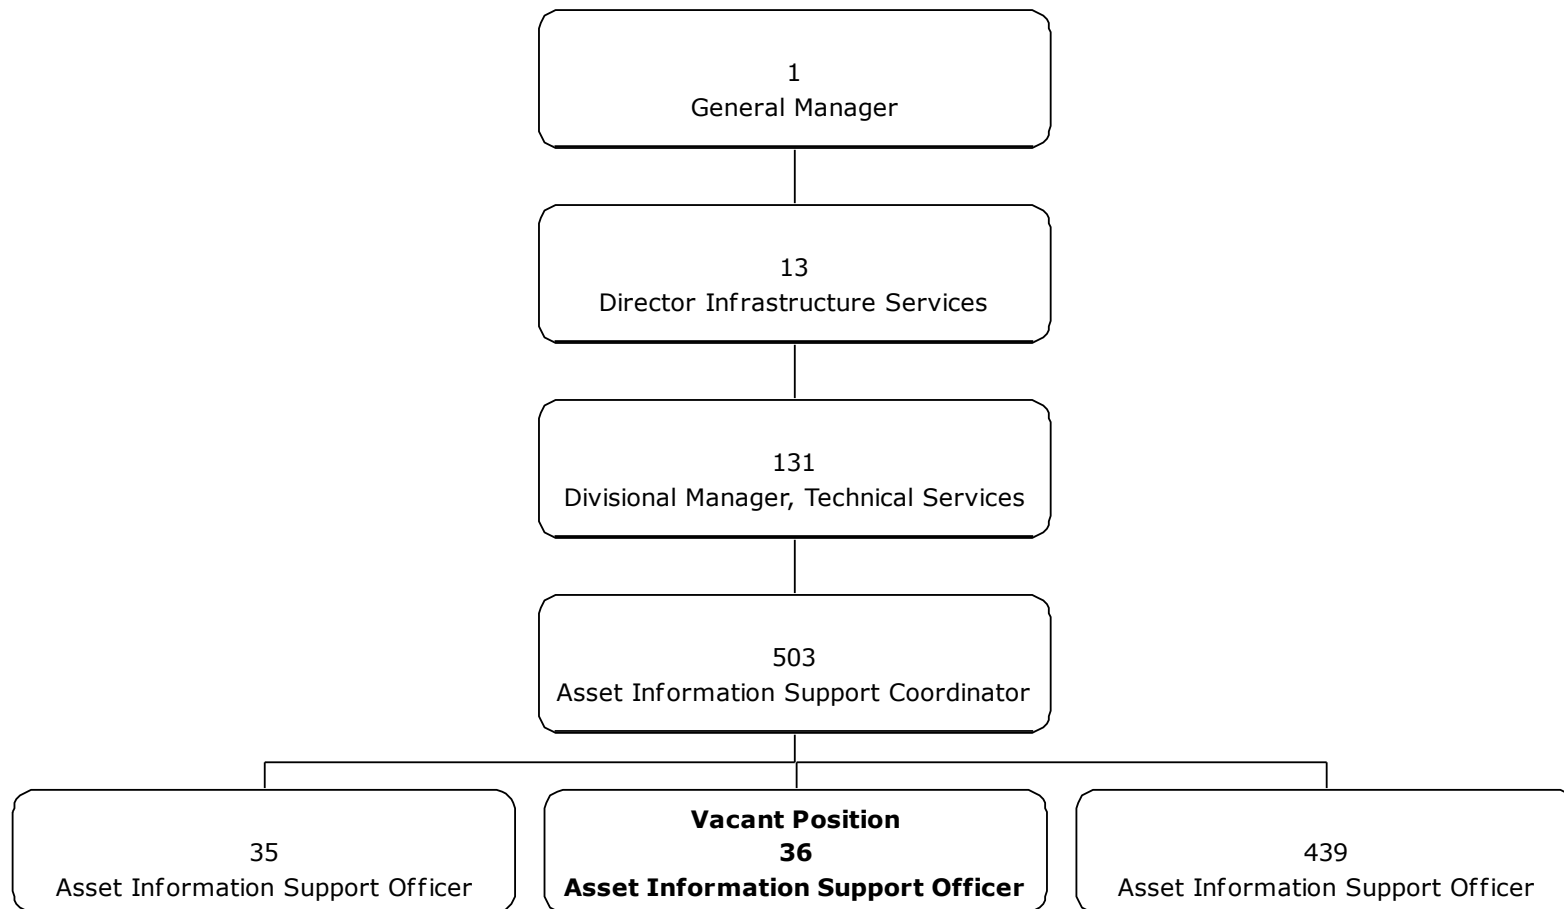 1
General Manager
13
Director Infrastructure Services
131
Divisional Manager, Technical Services
503
Asset Information Support Coordinator
35
Asset Information Support Officer
Vacant Position
36
Asset Information Support Officer
439
Asset Information Support Officer